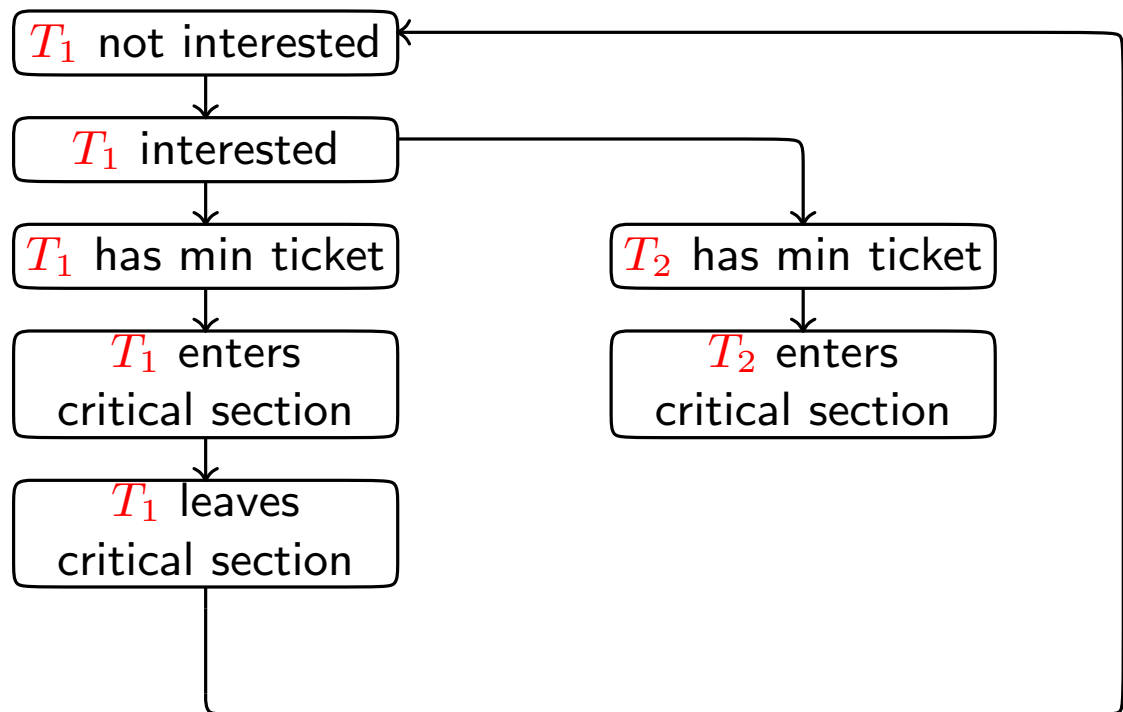 T₁ not interested
T₁ interested
T₁ has min ticket
T₂ has min ticket
T₁ enters
critical section
T₂ enters
critical section
T₁ leaves
critical section